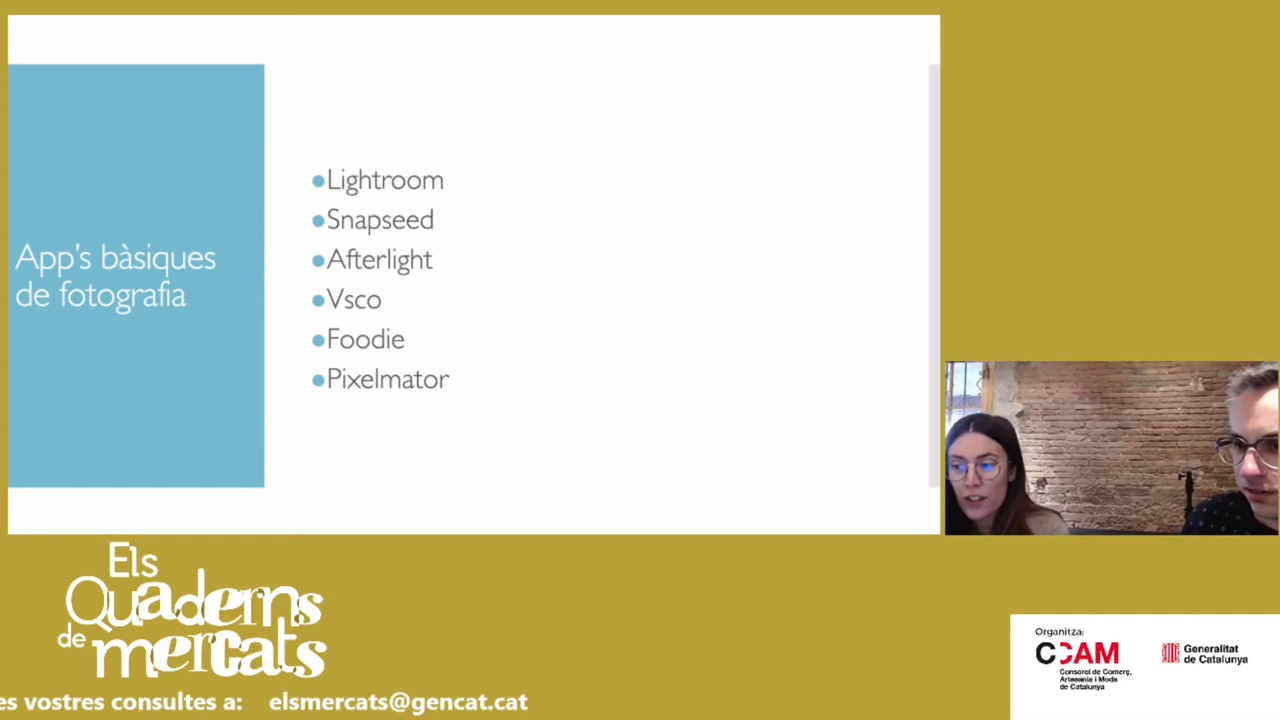 App's bàsiques
de fotografia
●Lightroom
●Snapseed
●Afterlight
●Vsco
●Foodie
●Pixelmator
Els
Quaderns
de mercats
es vostres consultes a: elsmercats@gencat.cat
Organitza:
CCAM
Consorci de Comerç,
Artesania i Moda
de Catalunya
Generalitat
de Catalunya